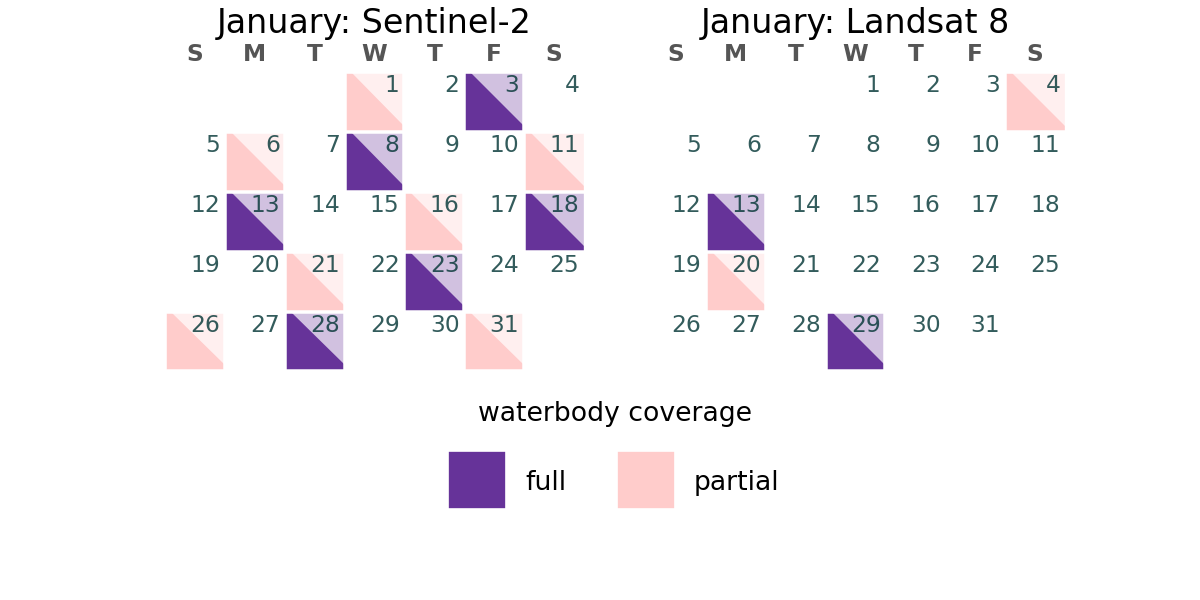 January: Sentinel-2
S M T W T F S
1 2 3 4
5 6 7 8 9 10 11
12 13 14 15 16 17 18
19 20 21 22 23 24 25
26 27 28 29 30 31
January: Landsat 8
S M T W T F S
1 2 3 4
5 6 7 8 9 10 11
12 13 14 15 16 17 18
19 20 21 22 23 24 25
26 27 28 29 30 31
waterbody coverage
full partial